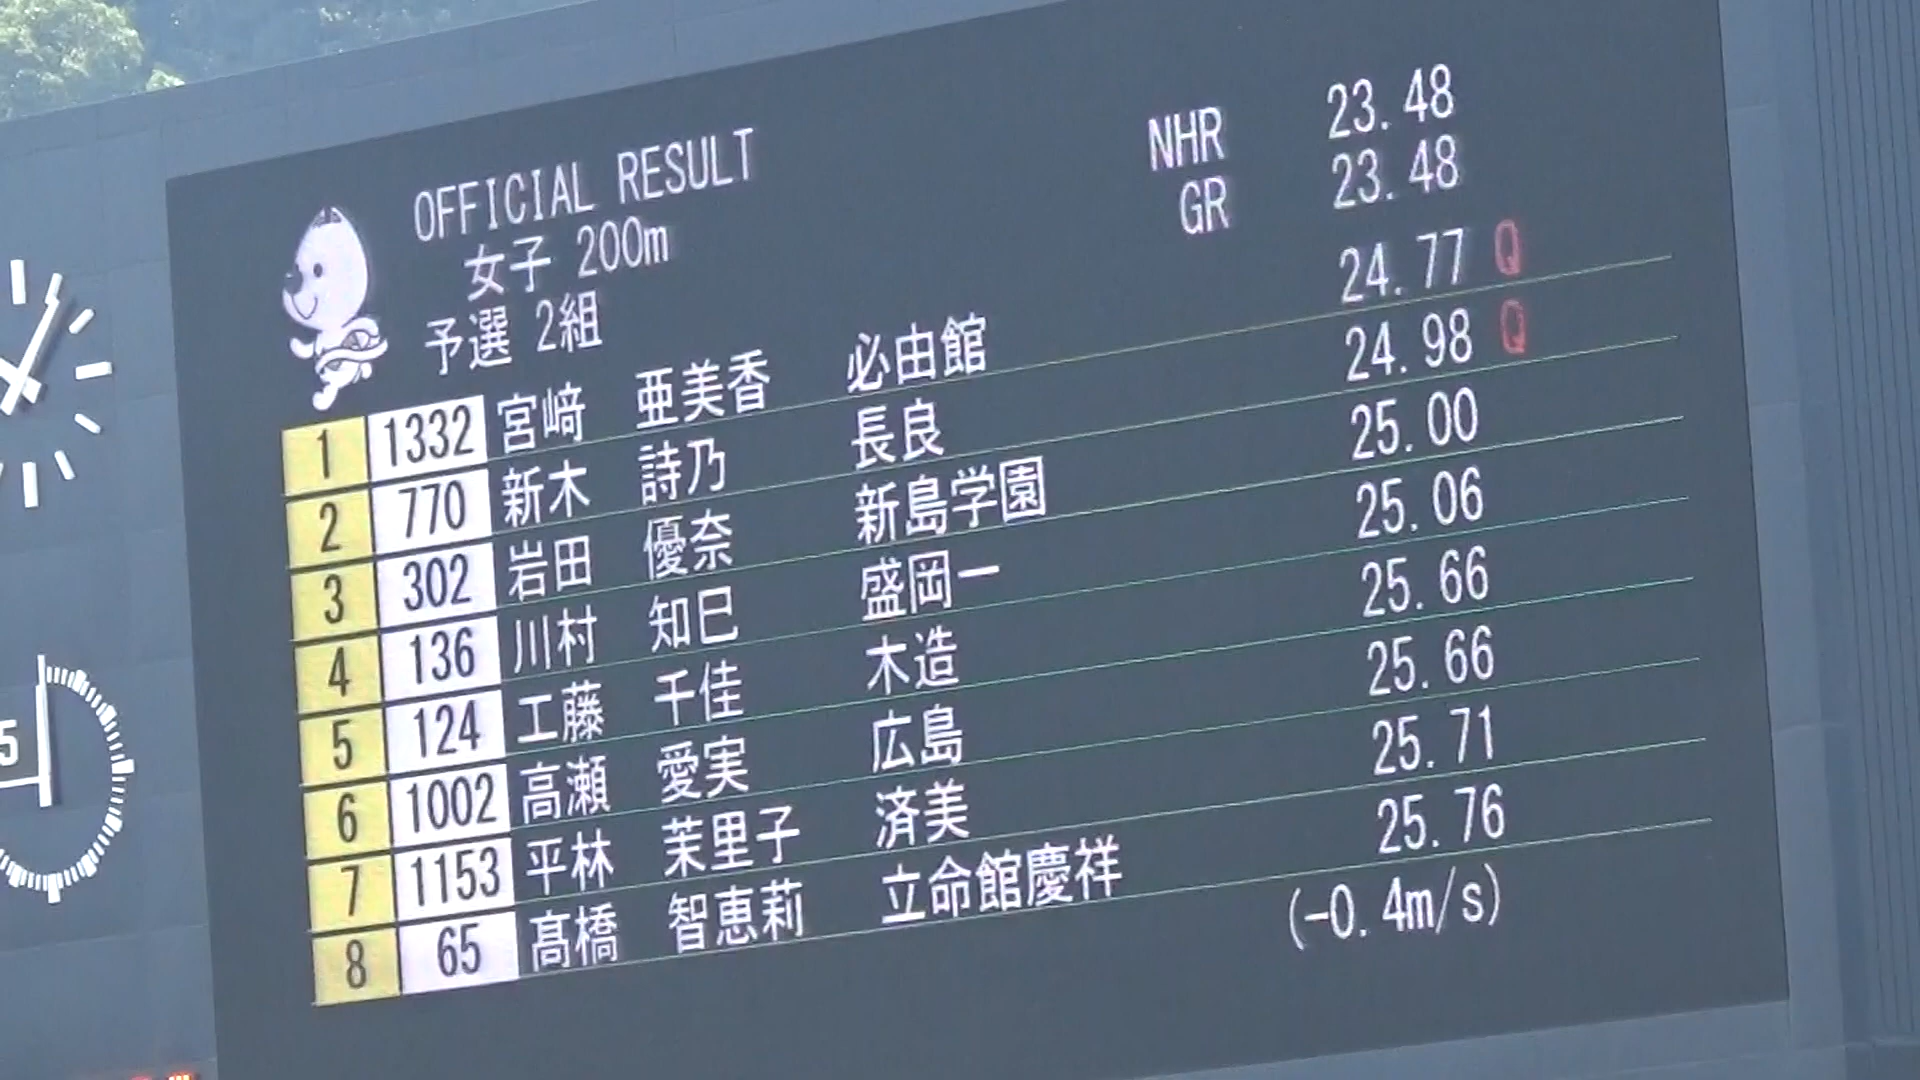 OFFICIAL RESULT
女子 200m
予選 2組
NHR 23.48
GR 23.48
1 1332 宮﨑 亜美香 必由館 24.77 Q
2 770 新木 詩乃 長良 24.98 Q
3 302 岩田 優奈 新島学園 25.00
4 136 川村 知巳 盛岡一 25.06
5 124 工藤 千佳 木造 25.66
6 1002 高瀬 愛実 広島 25.66
7 1153 平林 茉里子 済美 25.71
8 65 髙橋 智恵莉 立命館慶祥 25.76
(-0.4m/s)
5